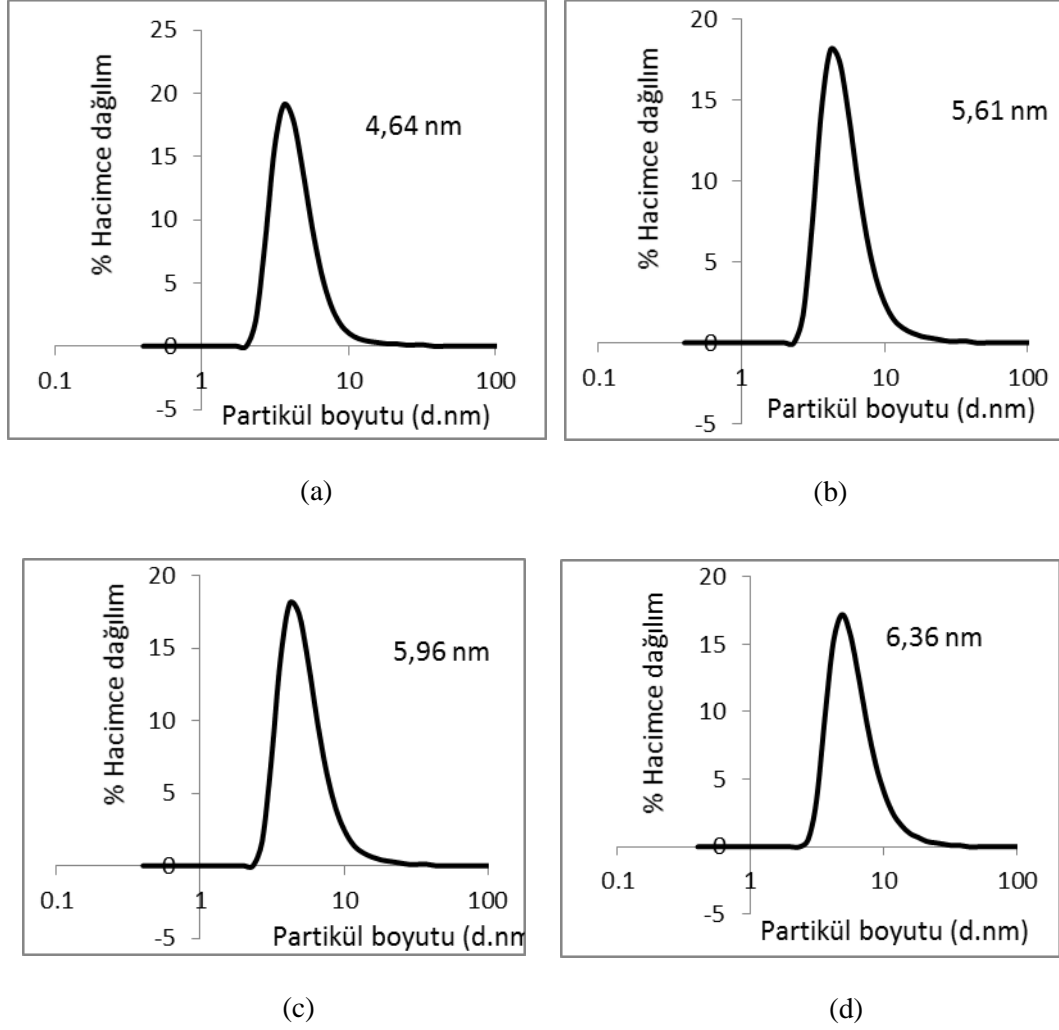 % Hacimce dağılım
25
20
15
10
5
0
-5
0.1 1 10 100
Partikül boyutu (d.nm)
4,64 nm
(a)
% Hacimce dağılım
20
15
10
5
0
-5
0.1 1 10 100
Partikül boyutu (d.nm)
5,61 nm
(b)
% Hacimce dağılım
20
15
10
5
0
-5
0.1 1 10 100
Partikül boyutu (d.nm
5,96 nm
(c)
% Hacimce dağılım
20
15
10
5
0
-5
0.1 1 10 100
Partikül boyutu (d.nm)
6,36 nm
(d)